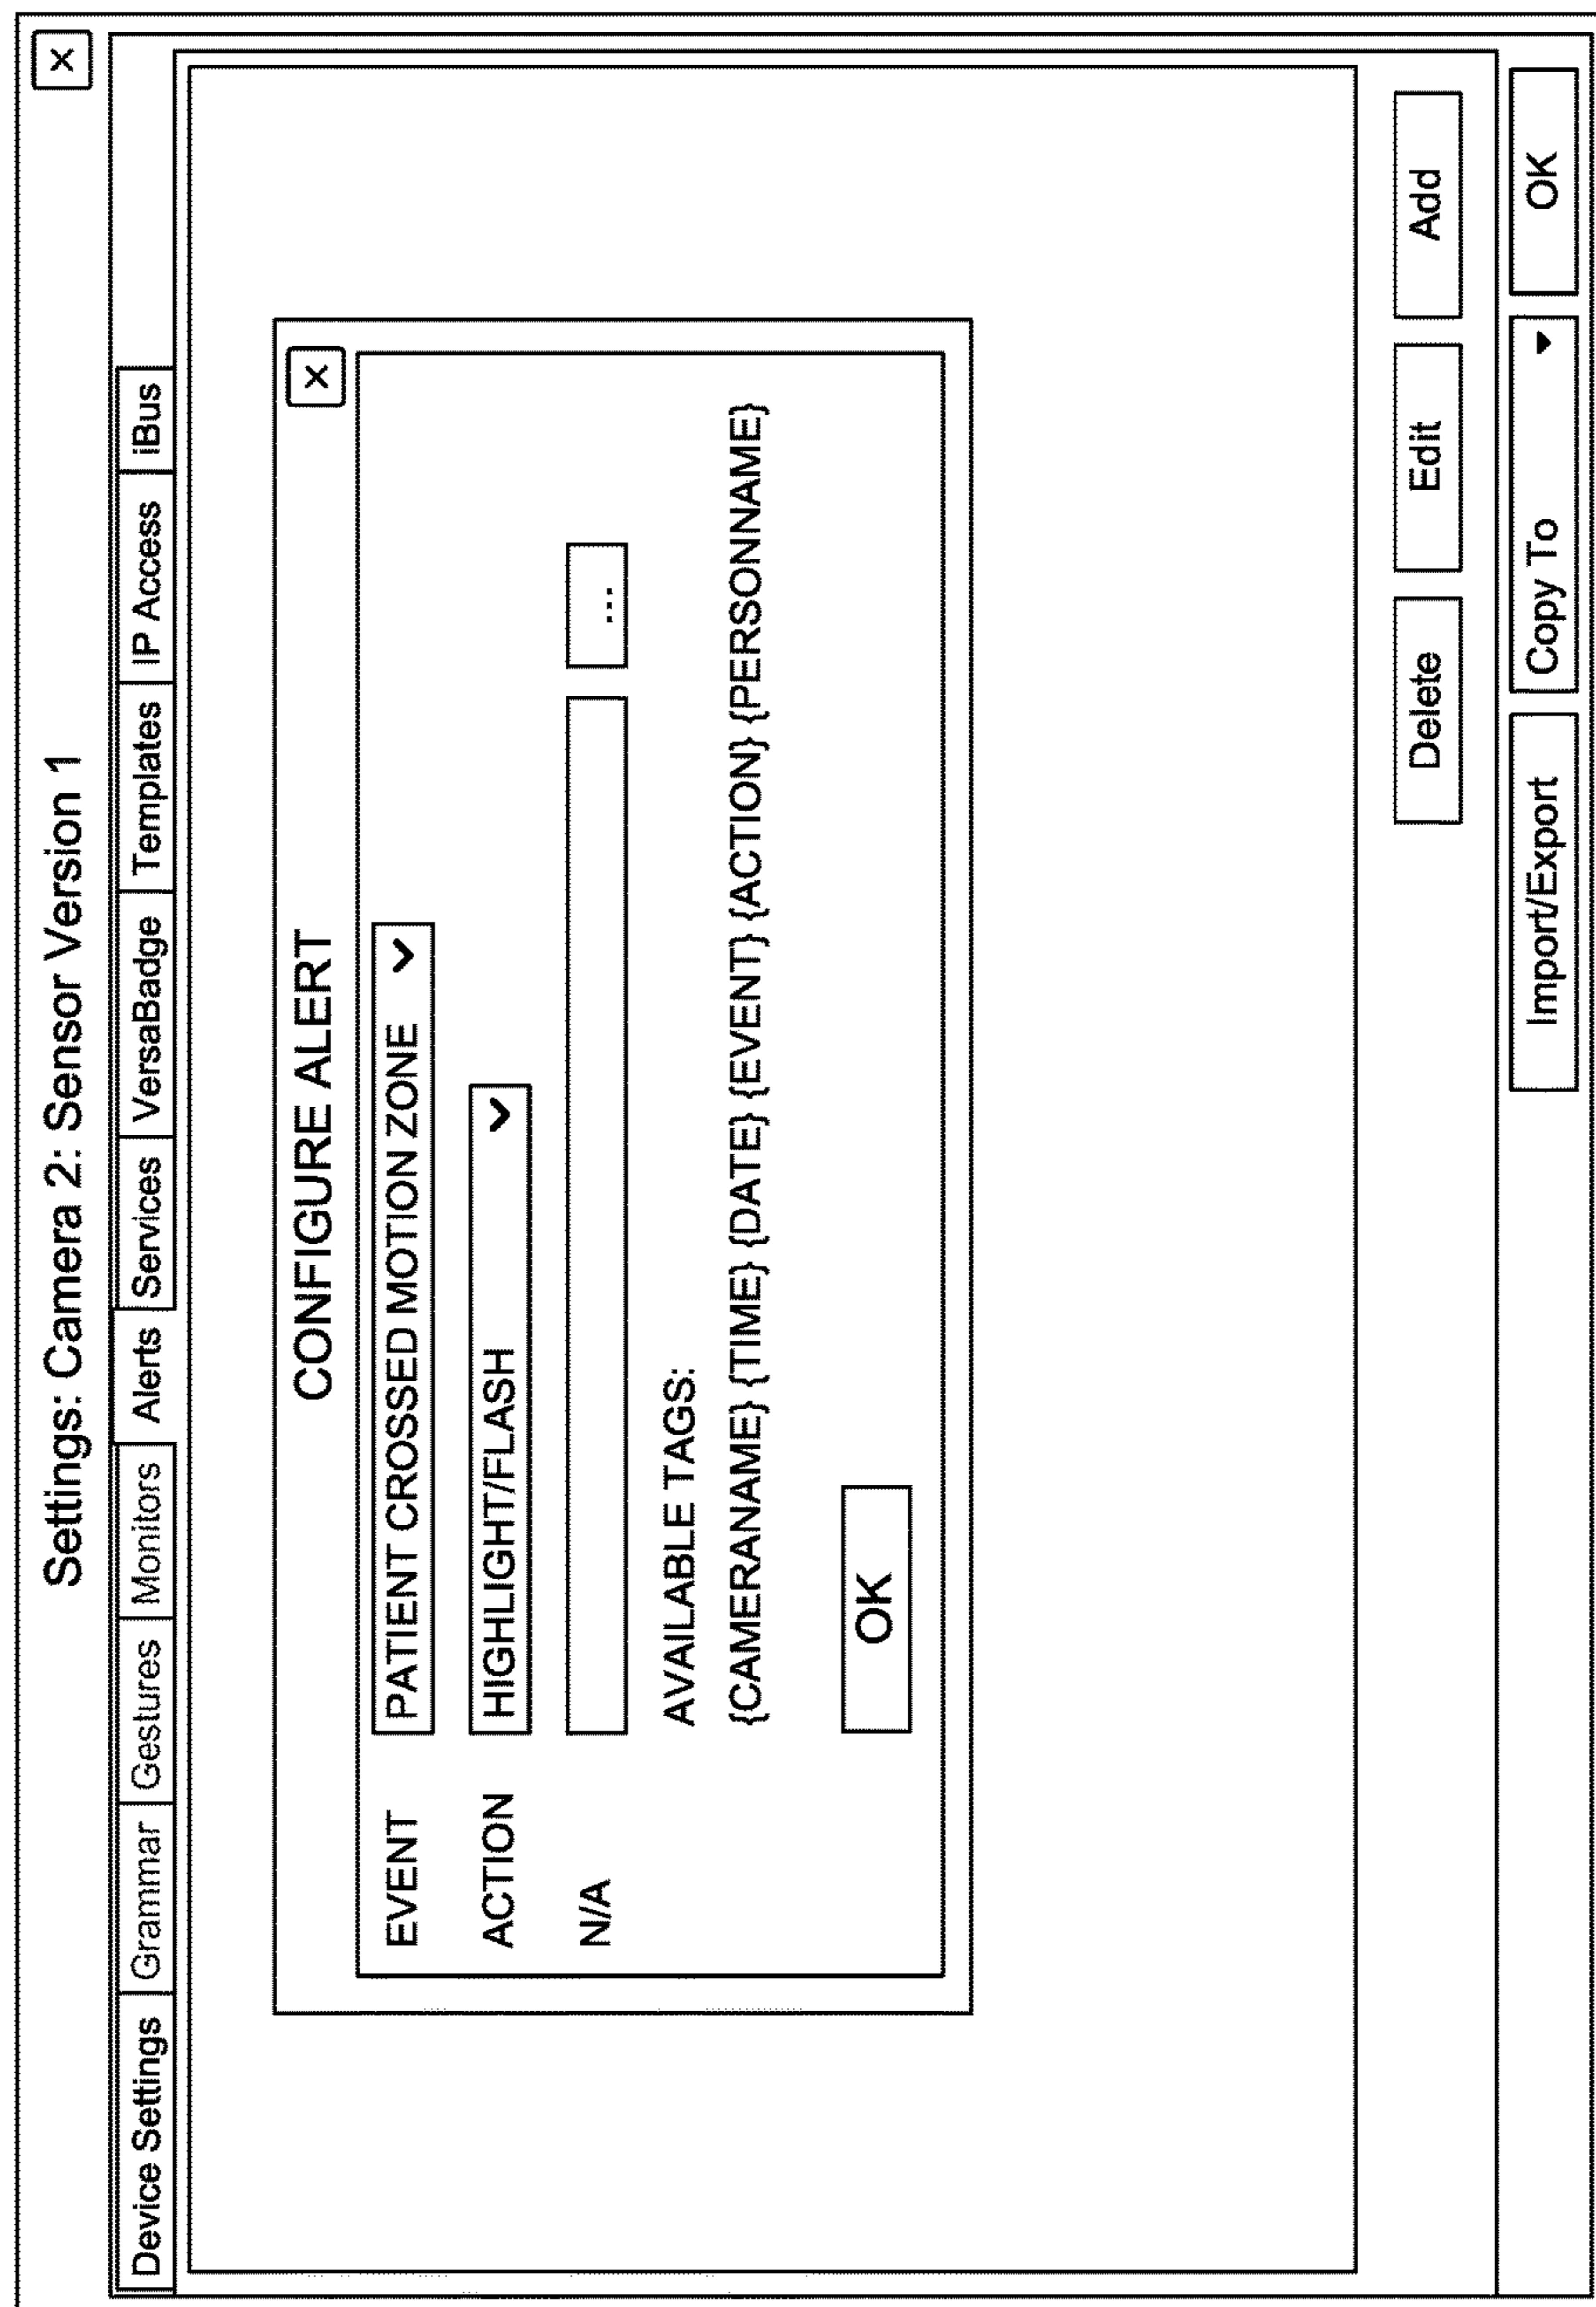 Settings: Camera 2: Sensor Version 1
X
Device Settings Grammar Gestures Monitors Alerts Services VersaBadge Templates IP Access iBus
CONFIGURE ALERT
X
EVENT PATIENT CROSSED MOTION ZONE
ACTION HIGHLIGHT/FLASH
N/A ...
AVAILABLE TAGS:
{CAMERANAME} {TIME} {DATE} {EVENT} {ACTION} {PERSONNAME}
OK
Delete Edit Add
Import/Export Copy To OK